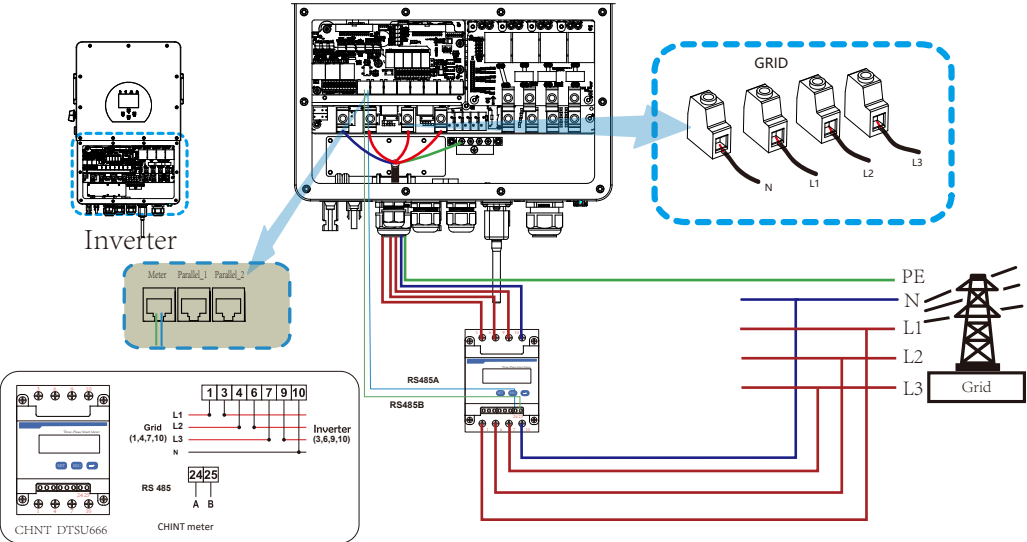 GRID
N
L1
L2
L3
Inverter
Meter Parallel_1 Parallel_2
PE
N
L1
L2
L3
Grid
RS485A
RS485B
1 3 4 6 7 9 10
L1
L2
L3
N
Grid
(1,4,7,10)
Inverter
(3,6,9,10)
24 25
RS 485
A B
CHNT DTSU666
CHINT meter